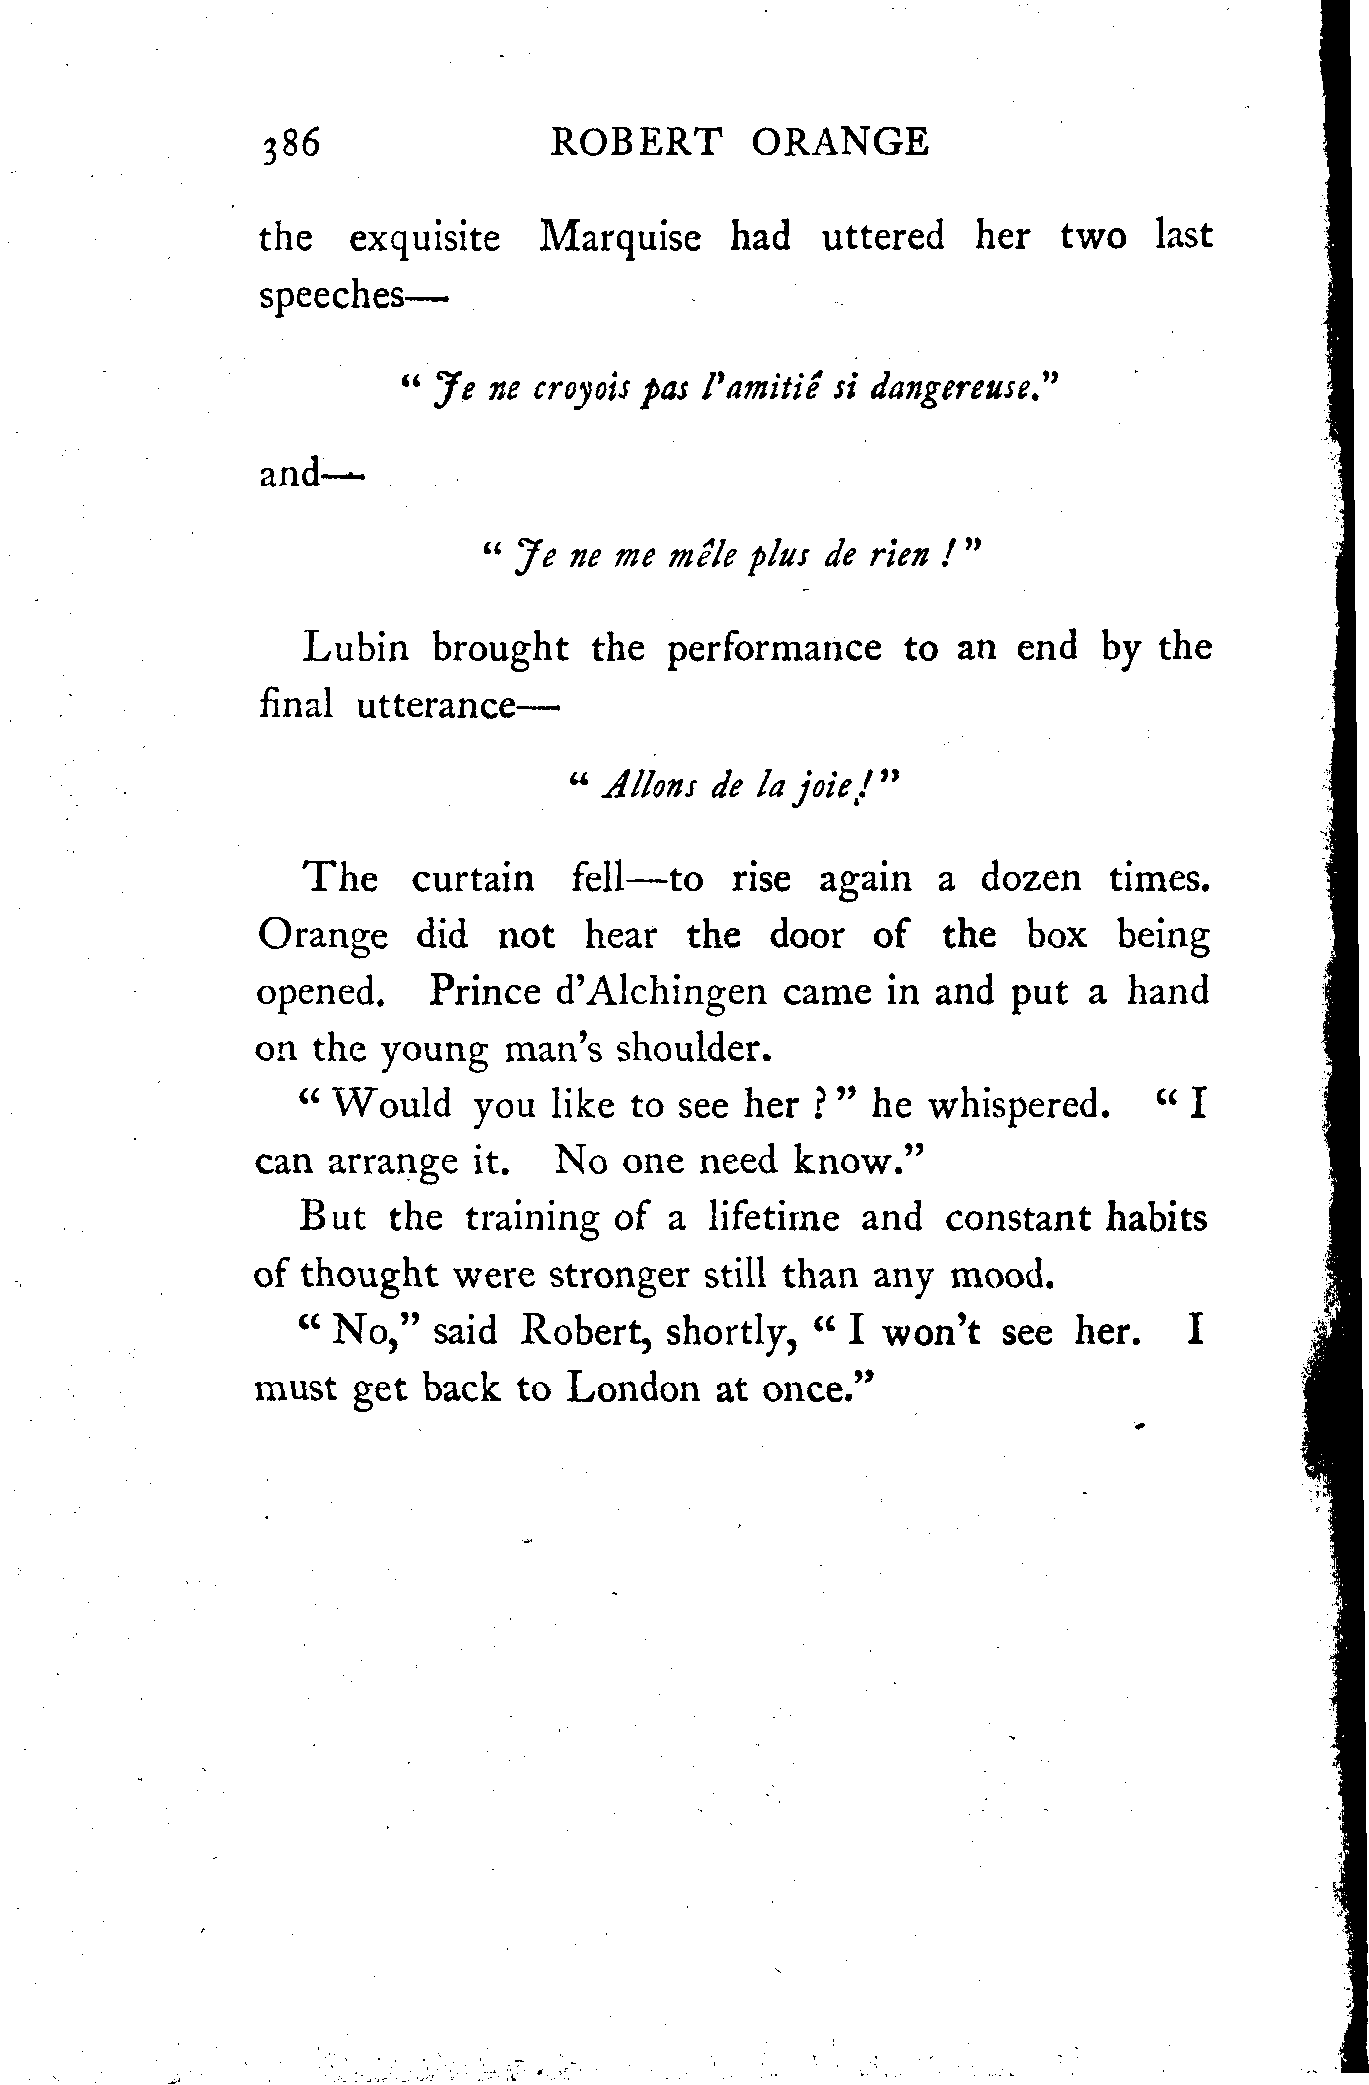 386 ROBERT ORANGE
the exquisite Marquise had uttered her two last
speeches—
“ Je ne croyois pas l'amitié si dangereuse.”
and—
“ Je ne me mêle plus de rien ! ”
Lubin brought the performance to an end by the
final utterance—
“ Allons de la joie ! ”
The curtain fell—to rise again a dozen times.
Orange did not hear the door of the box being
opened. Prince d'Alchingen came in and put a hand
on the young man's shoulder.
“ Would you like to see her ? ” he whispered. “ I
can arrange it. No one need know.”
But the training of a lifetime and constant habits
of thought were stronger still than any mood.
“ No,” said Robert, shortly, “ I won't see her. I
must get back to London at once.”